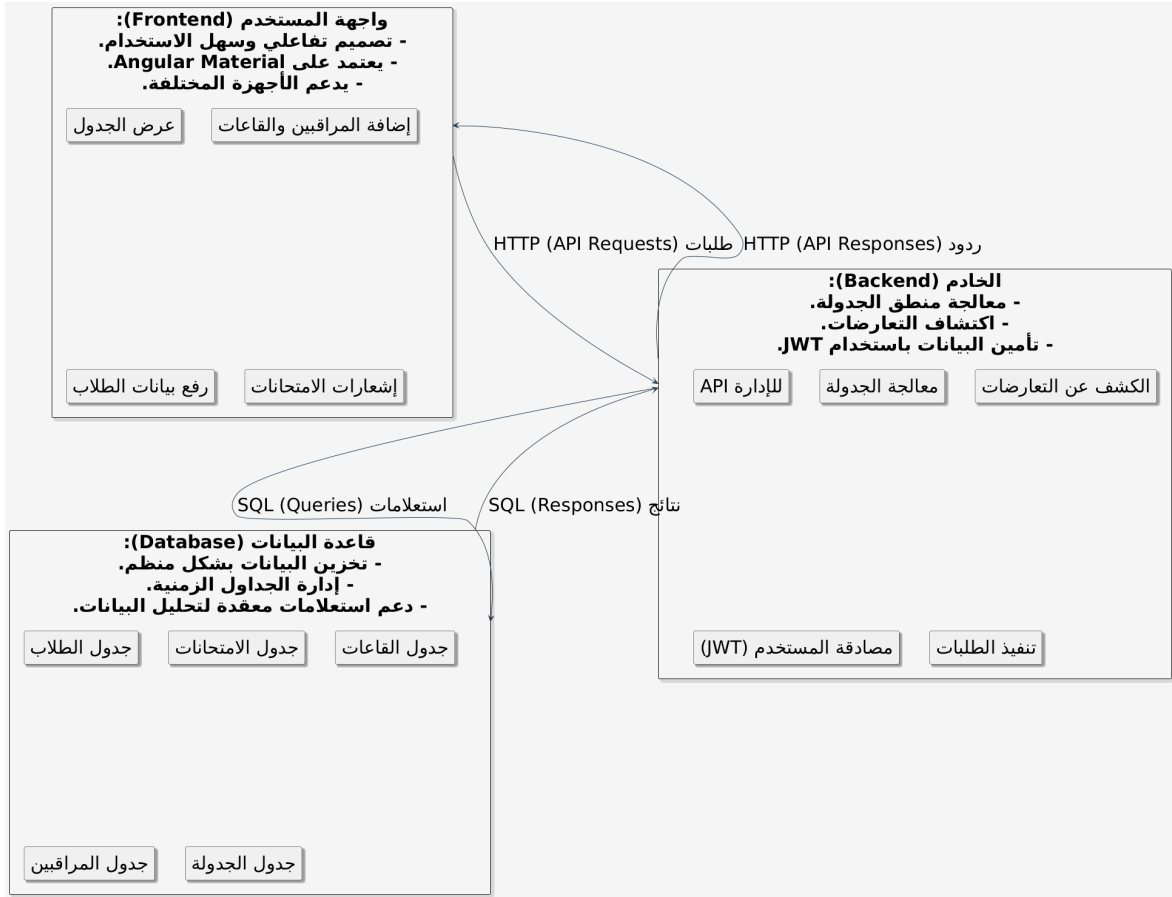 واجهة المستخدم (Frontend):
- تصميم تفاعلي وسهل الاستخدام.
- يعتمد على Angular Material.
- يدعم الأجهزة المختلفة.
إضافة المراقبين والقاعات
عرض الجدول
إشعارات الامتحانات
رفع بيانات الطلاب
طلبات HTTP (API Requests)
ردود HTTP (API Responses)
الخادم (Backend):
- معالجة منطق الجدولة.
- اكتشاف التعارضات.
- تأمين البيانات باستخدام JWT.
الكشف عن التعارضات
معالجة الجدولة
API للإدارة
تنفيذ الطلبات
مصادقة المستخدم (JWT)
استعلامات SQL (Queries)
نتائج SQL (Responses)
قاعدة البيانات (Database):
- تخزين البيانات بشكل منظم.
- إدارة الجداول الزمنية.
- دعم استعلامات معقدة لتحليل البيانات.
جدول القاعات
جدول الامتحانات
جدول الطلاب
جدول الجدولة
جدول المراقبين